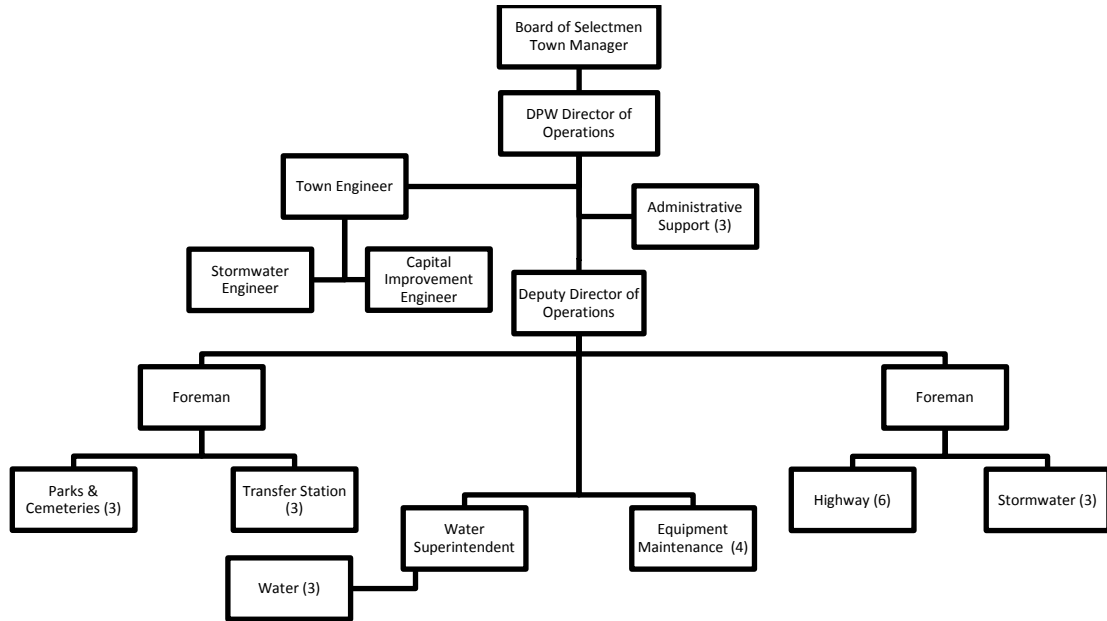 Board of Selectmen
Town Manager
DPW Director of
Operations
Town Engineer
Administrative
Support (3)
Stormwater
Engineer
Capital
Improvement
Engineer
Deputy Director of
Operations
Foreman
Foreman
Parks &
Cemeteries (3)
Transfer Station
(3)
Highway (6)
Stormwater (3)
Water
Superintendent
Equipment
Maintenance (4)
Water (3)